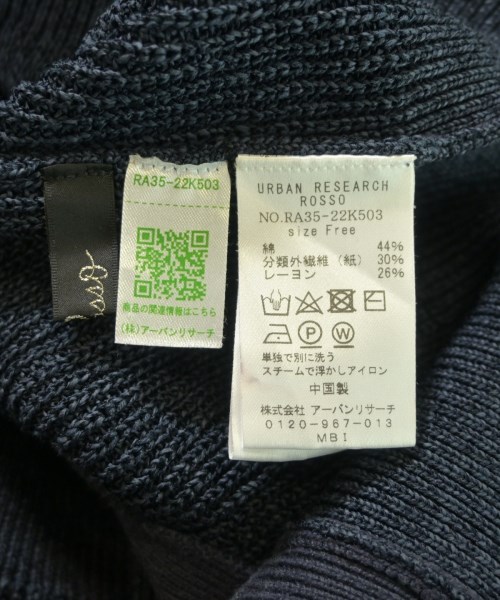 RA35-22K503
商品の関連情報はこちら
(株)アーバンリサーチ
URBAN RESEARCH
ROSSO
NO.RA35-22K503
size Free
綿 44%
分類外繊維（紙） 30%
レーヨン 26%
P W
単独で別に洗う
スチームで浮かしアイロン
中国製
株式会社 アーバンリサーチ
0120-967-013
MBI